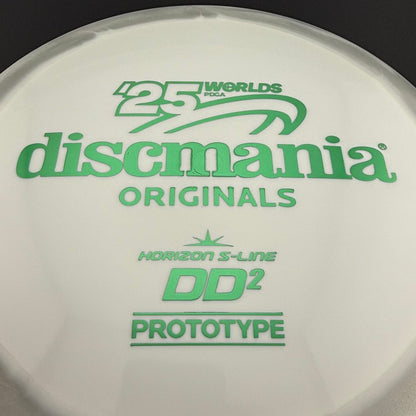 '25 WORLDS
PDGA
discmania®
ORIGINALS
HORIZON S-LINE
DD²
PROTOTYPE